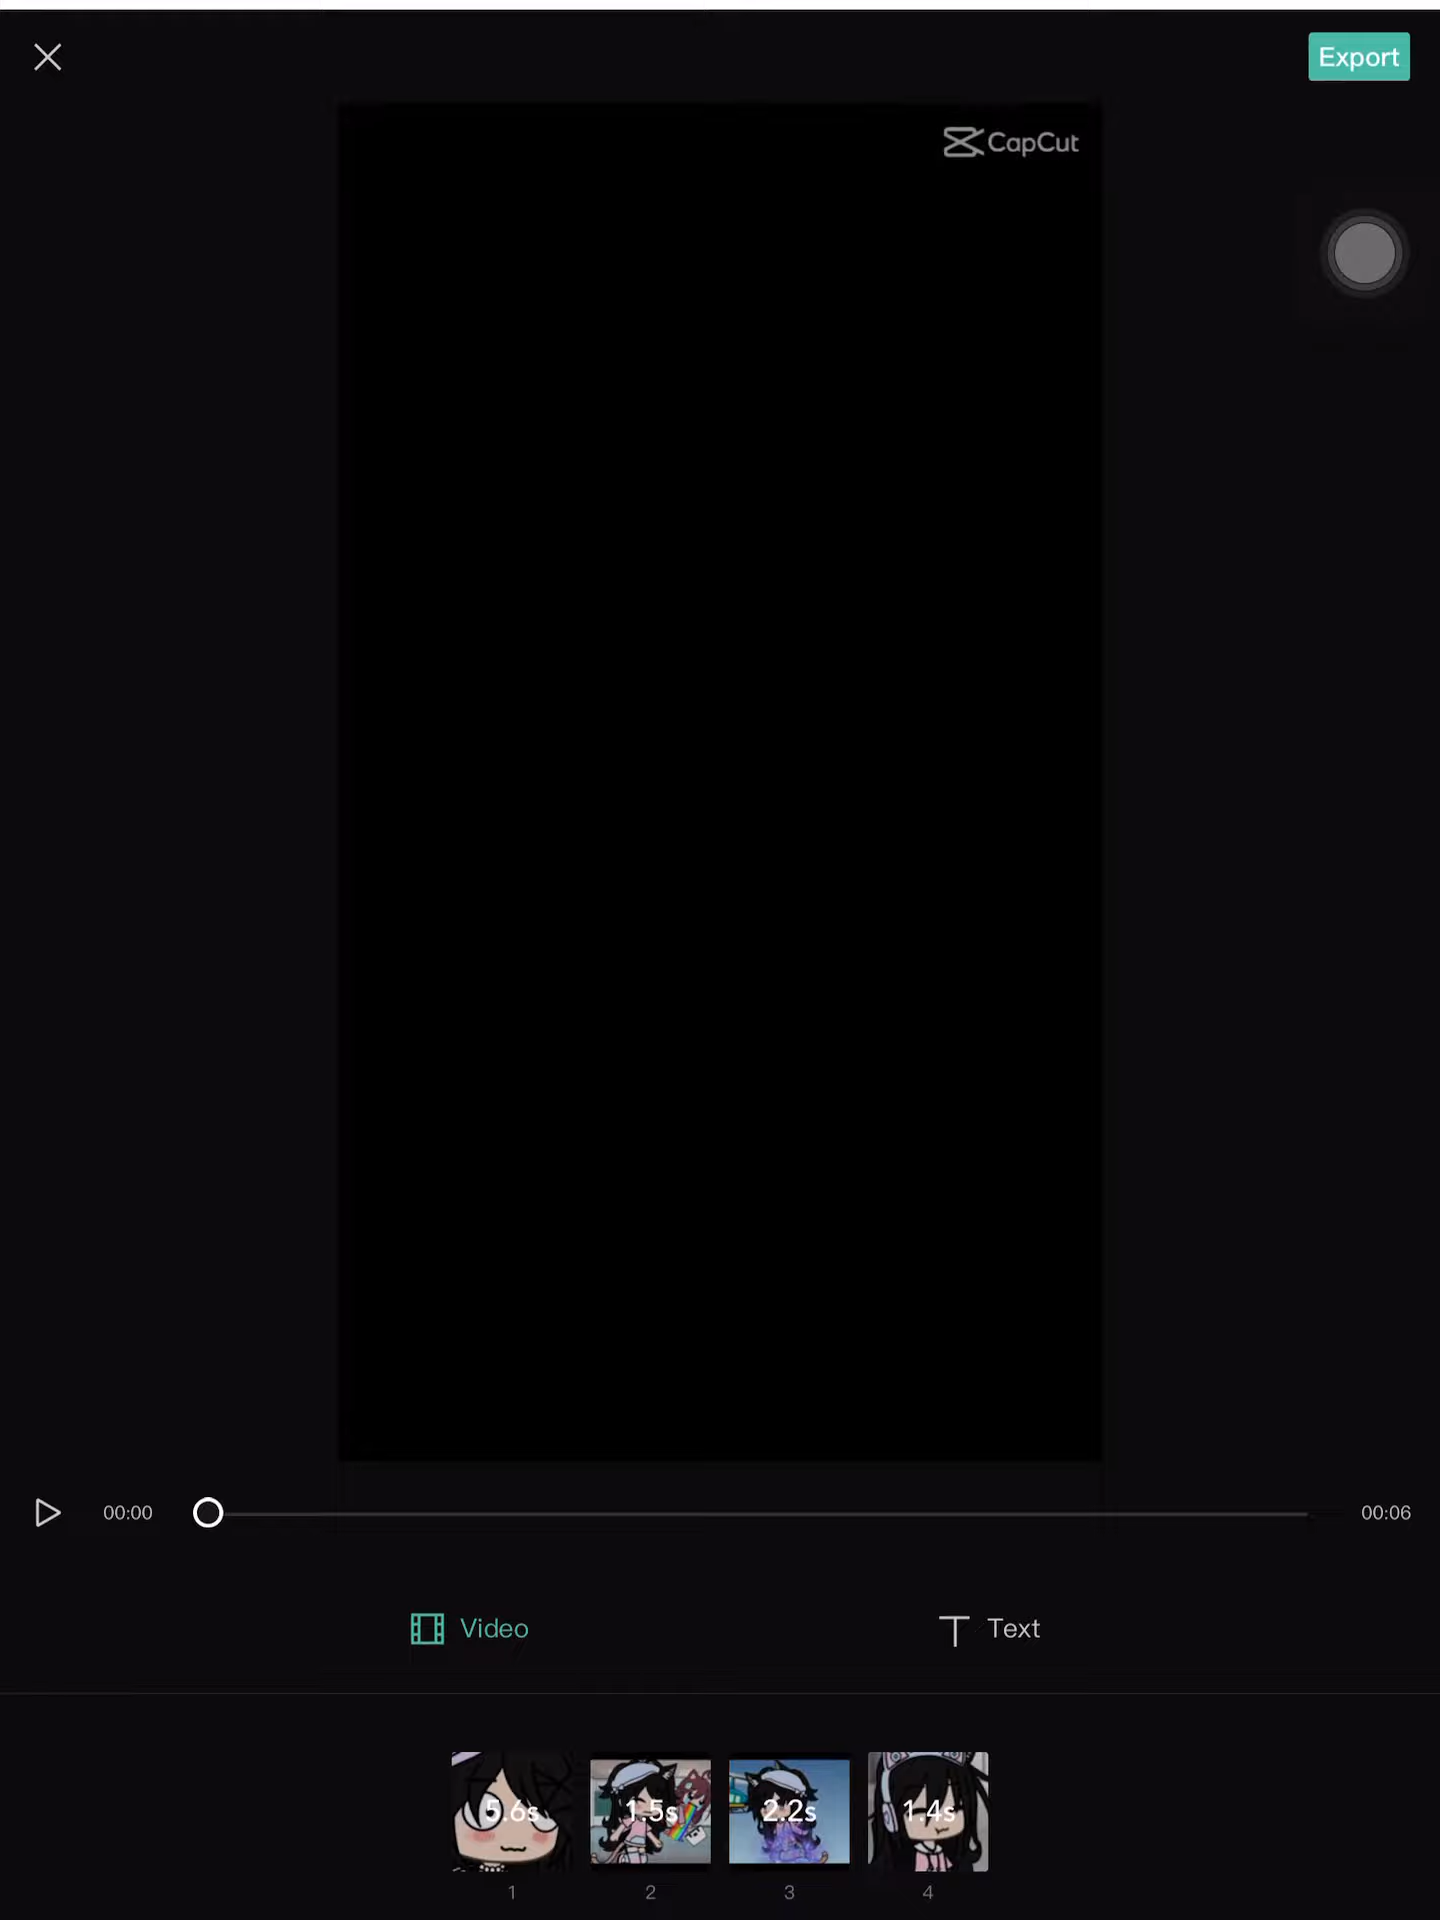 Export
CapCut
00:00
00:06
Video
Text
5.6s
1.5s
2.2s
1.4s
1
2
3
4